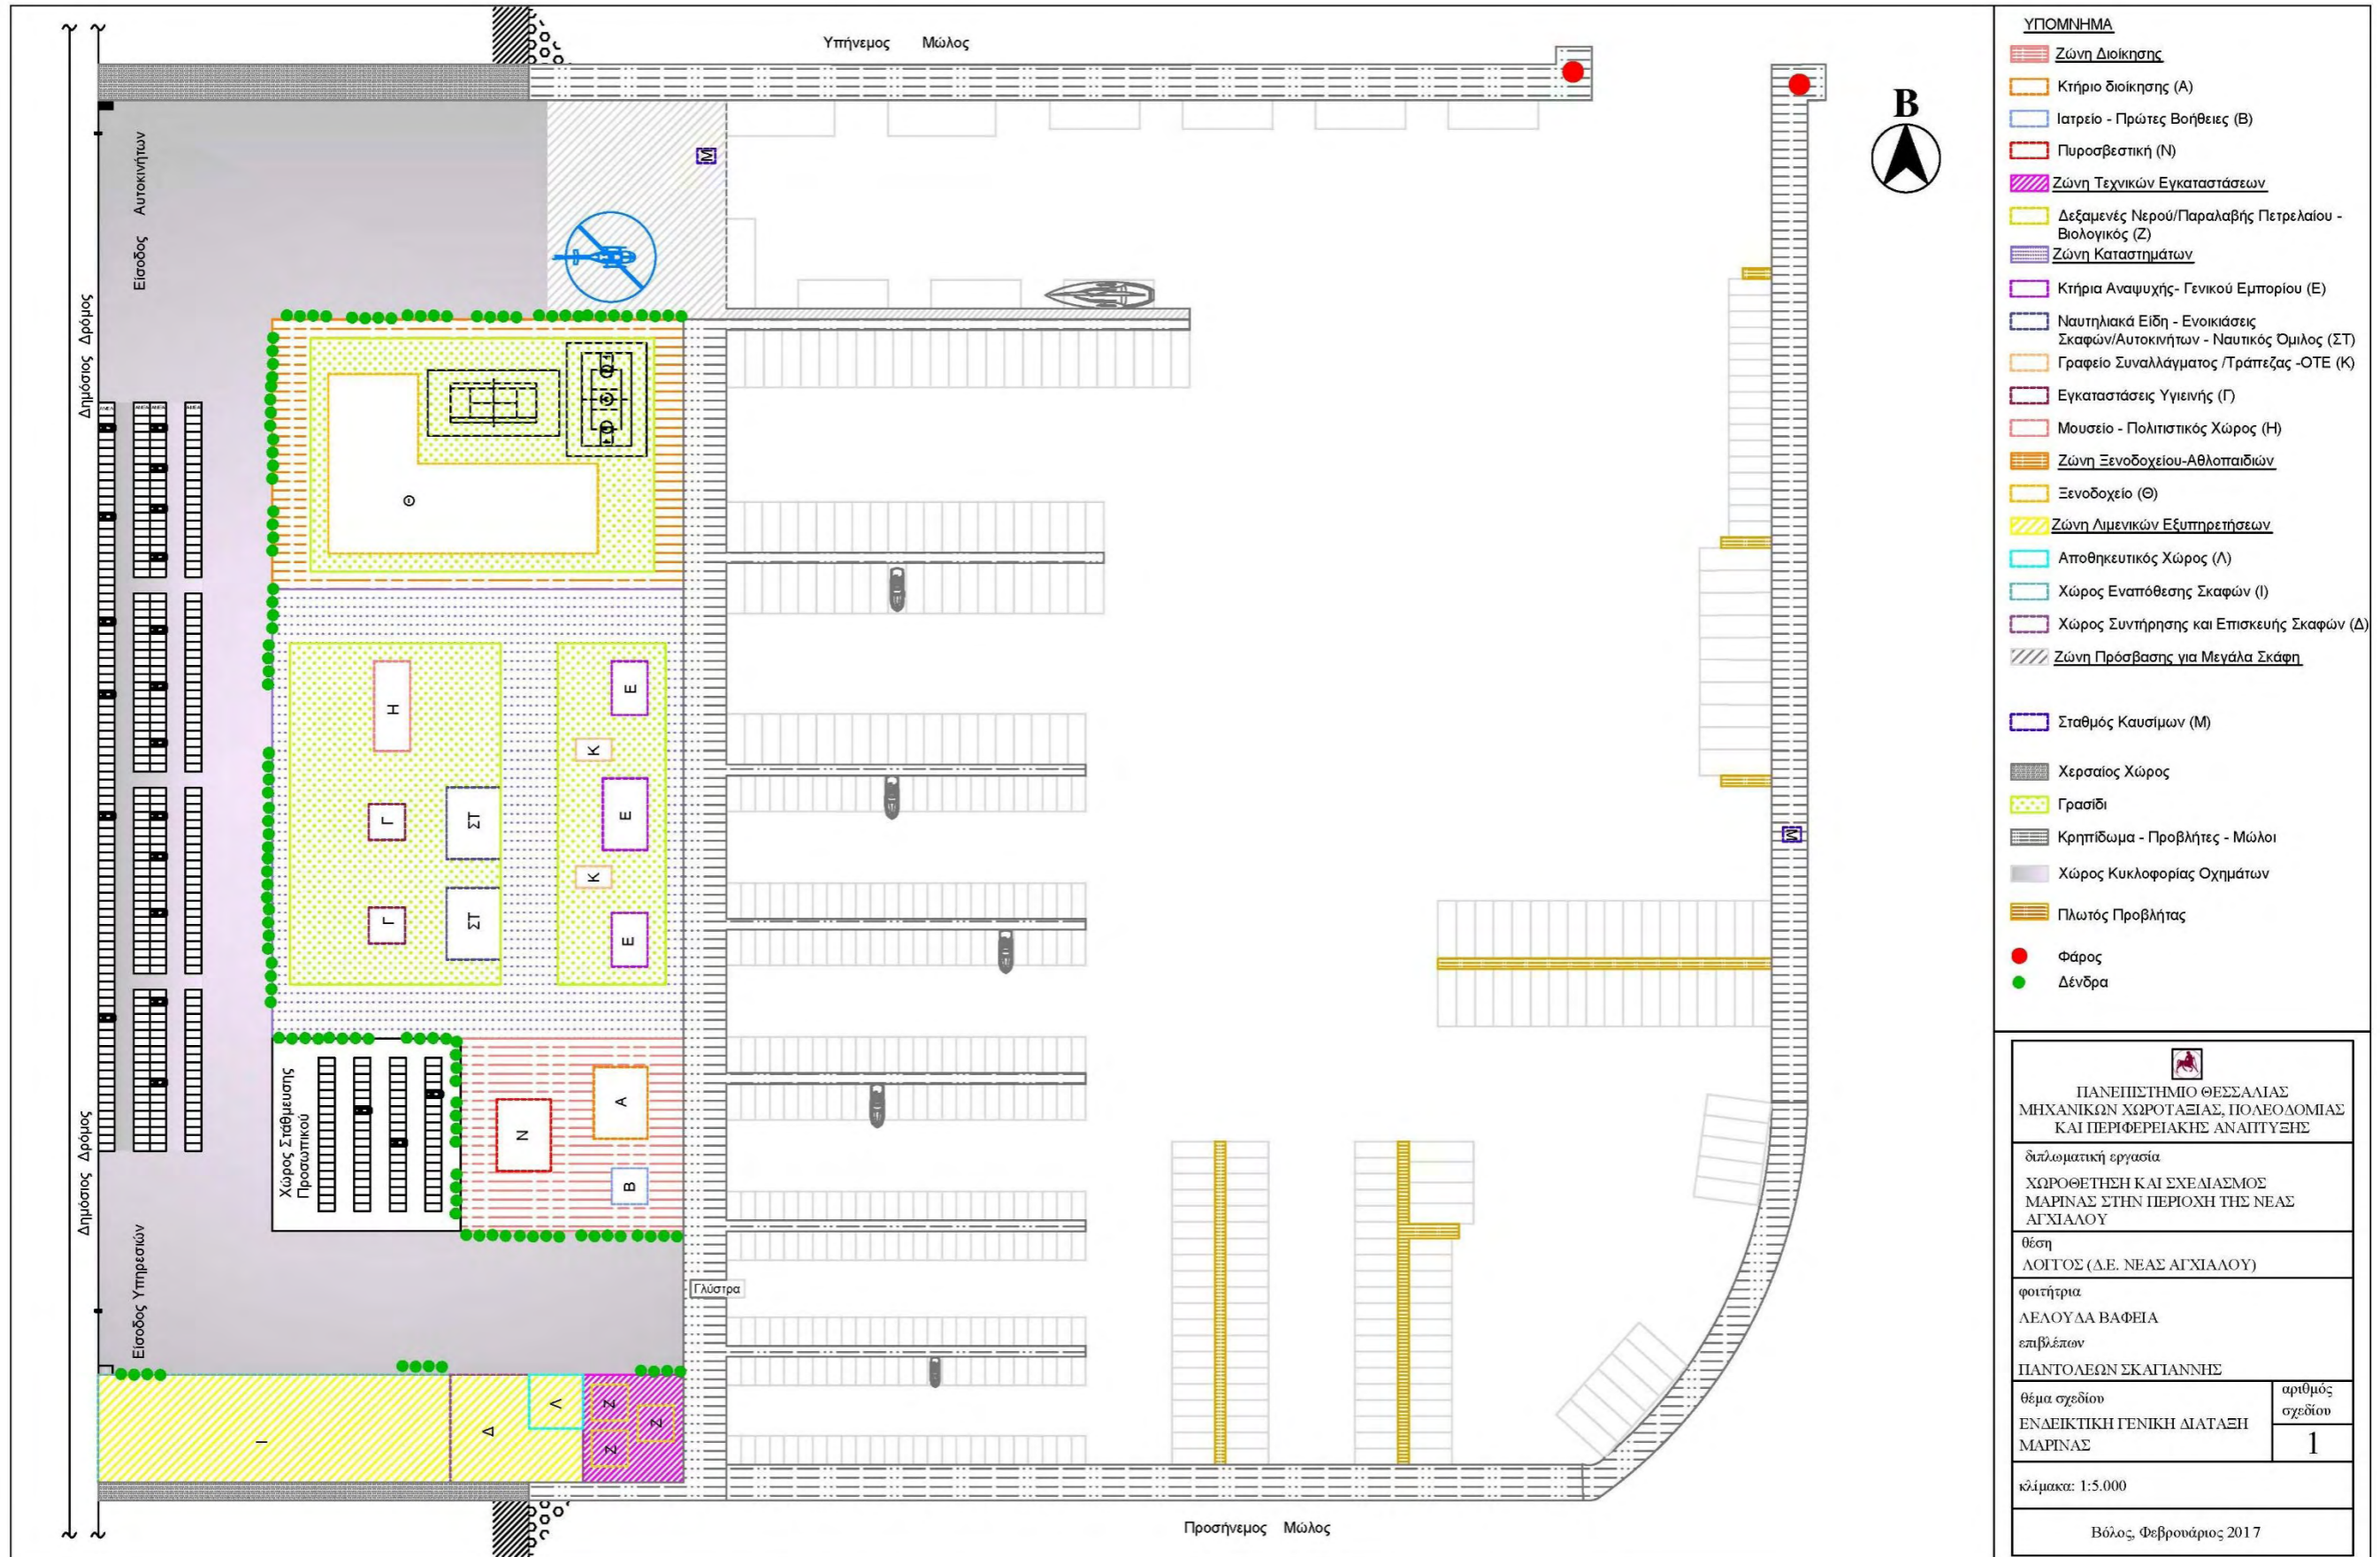 Υπήνεμος Μώλος
Είσοδος Αυτοκινήτων
Δημόσιος Δρόμος
Μ
Θ
Η
Ε
Κ
Γ
ΣΤ
Ε
Κ
Γ
ΣΤ
Ε
Μ
Χώρος Στάθμευσης
Προσωπικού
Α
Ν
Β
Δημόσιος Δρόμος
Είσοδος Υπηρεσιών
Γλύστρα
Ι
Δ
Λ
Ζ
Ζ
Ζ
Προσήνεμος Μώλος
Β
ΥΠΟΜΝΗΜΑ
Ζώνη Διοίκησης
Κτήριο διοίκησης (Α)
Ιατρείο - Πρώτες Βοήθειες (Β)
Πυροσβεστική (Ν)
Ζώνη Τεχνικών Εγκαταστάσεων
Δεξαμενές Νερού/Παραλαβής Πετρελαίου -
Βιολογικός (Ζ)
Ζώνη Καταστημάτων
Κτήρια Αναψυχής- Γενικού Εμπορίου (Ε)
Ναυτηλιακά Είδη - Ενοικιάσεις
Σκαφών/Αυτοκινήτων - Ναυτικός Όμιλος (ΣΤ)
Γραφείο Συναλλάγματος /Τράπεζας -ΟΤΕ (Κ)
Εγκαταστάσεις Υγιεινής (Γ)
Μουσείο - Πολιτιστικός Χώρος (Η)
Ζώνη Ξενοδοχείου-Αθλοπαιδιών
Ξενοδοχείο (Θ)
Ζώνη Λιμενικών Εξυπηρετήσεων
Αποθηκευτικός Χώρος (Λ)
Χώρος Εναπόθεσης Σκαφών (Ι)
Χώρος Συντήρησης και Επισκευής Σκαφών (Δ)
Ζώνη Πρόσβασης για Μεγάλα Σκάφη
Σταθμός Καυσίμων (Μ)
Χερσαίος Χώρος
Γρασίδι
Κρηπίδωμα - Προβλήτες - Μώλοι
Χώρος Κυκλοφορίας Οχημάτων
Πλωτός Προβλήτας
Φάρος
Δένδρα
ΠΑΝΕΠΙΣΤΗΜΙΟ ΘΕΣΣΑΛΙΑΣ
ΜΗΧΑΝΙΚΩΝ ΧΩΡΟΤΑΞΙΑΣ, ΠΟΛΕΟΔΟΜΙΑΣ
ΚΑΙ ΠΕΡΙΦΕΡΕΙΑΚΗΣ ΑΝΑΠΤΥΞΗΣ
διπλωματική εργασία
ΧΩΡΟΘΕΤΗΣΗ ΚΑΙ ΣΧΕΔΙΑΣΜΟΣ
ΜΑΡΙΝΑΣ ΣΤΗΝ ΠΕΡΙΟΧΗ ΤΗΣ ΝΕΑΣ
ΑΓΧΙΑΛΟΥ
θέση
ΛΟΓΓΟΣ (Δ.Ε. ΝΕΑΣ ΑΓΧΙΑΛΟΥ)
φοιτήτρια
ΛΕΛΟΥΔΑ ΒΑΦΕΙΑ
επιβλέπων
ΠΑΝΤΟΛΕΩΝ ΣΚΑΓΙΑΝΝΗΣ
θέμα σχεδίου
ΕΝΔΕΙΚΤΙΚΗ ΓΕΝΙΚΗ ΔΙΑΤΑΞΗ
ΜΑΡΙΝΑΣ
αριθμός
σχεδίου
1
κλίμακα: 1:5.000
Βόλος, Φεβρουάριος 2017